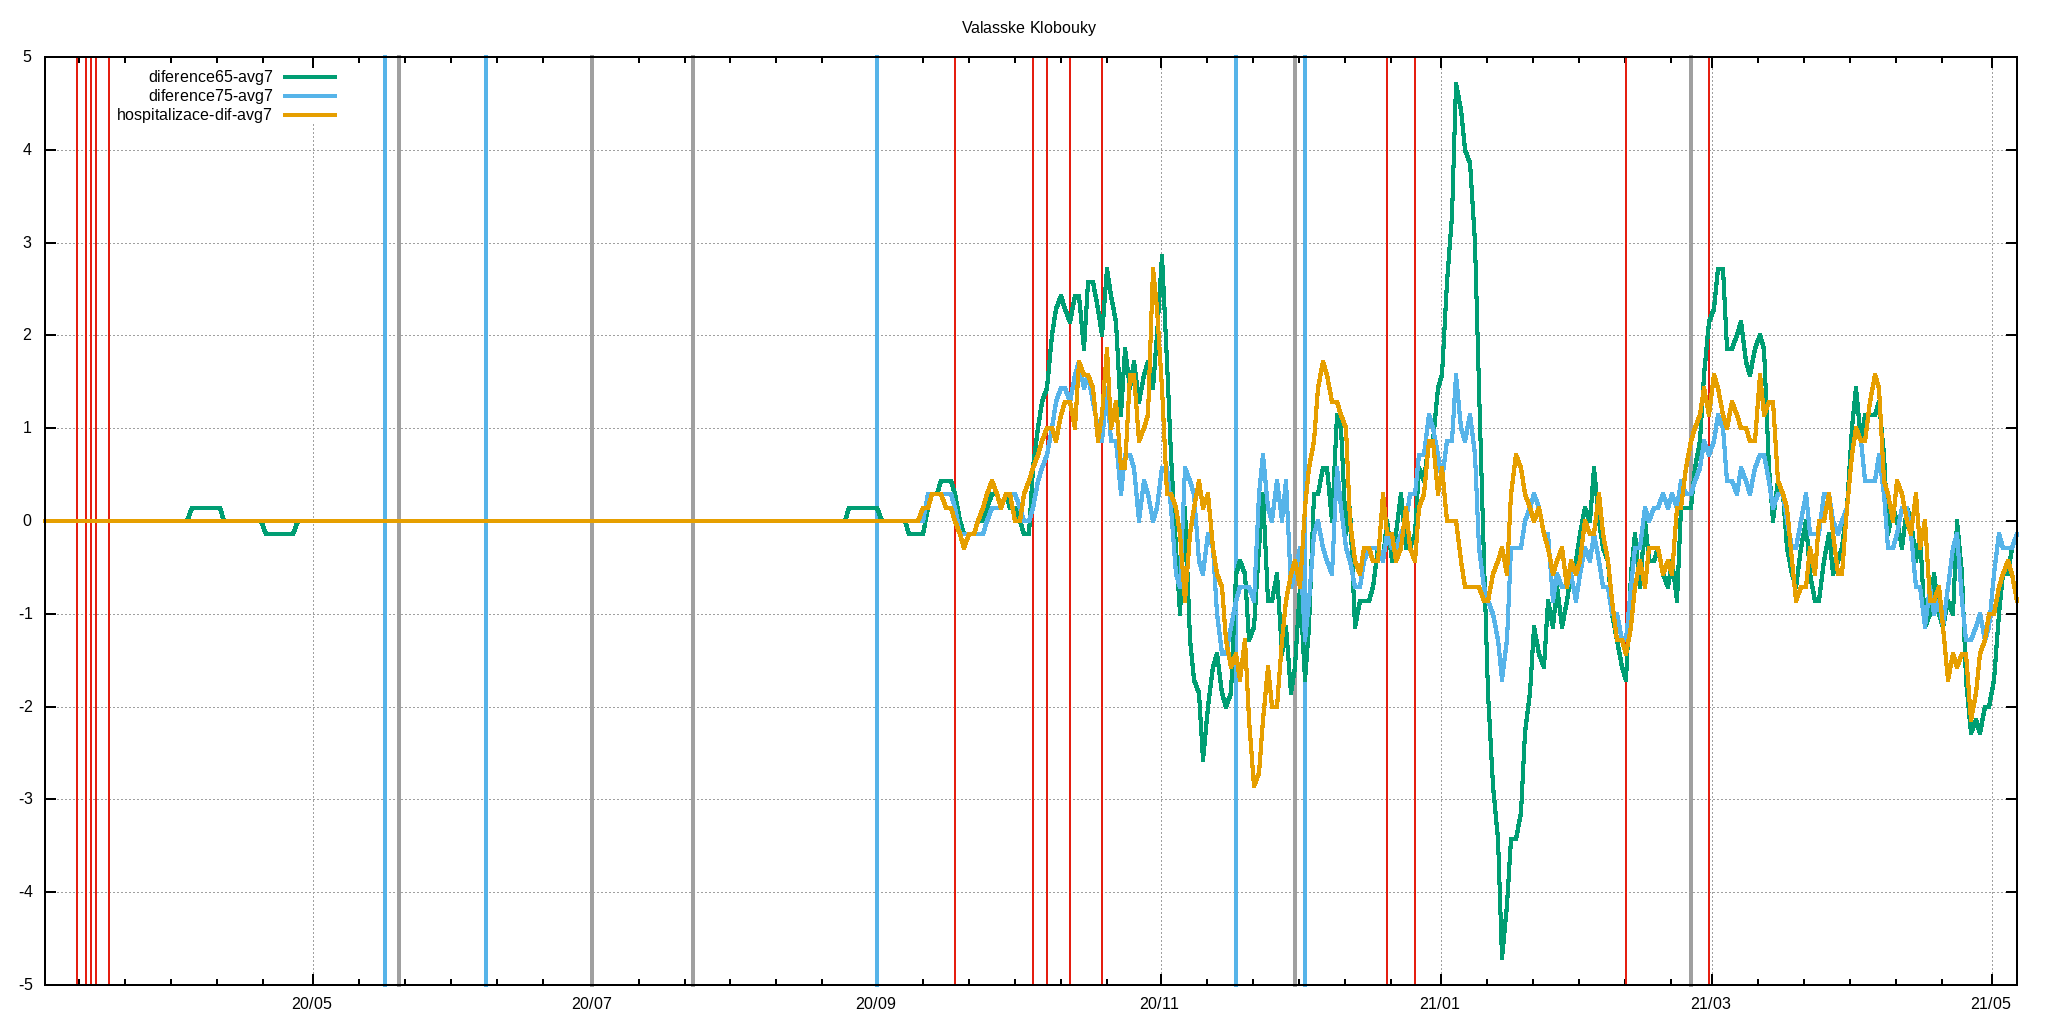 Valasske Klobouky
diference65-avg7
diference75-avg7
hospitalizace-dif-avg7
5
4
3
2
1
0
-1
-2
-3
-4
-5
20/05 20/07 20/09 20/11 21/01 21/03 21/05